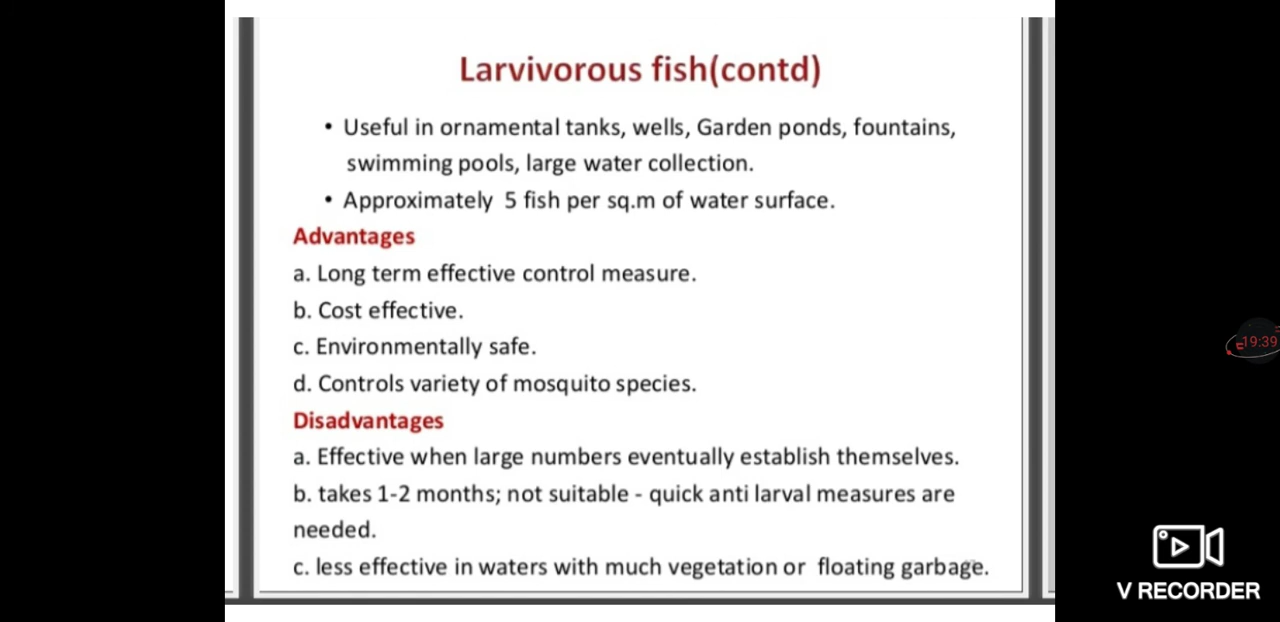 Larvivorous fish(contd)
• Useful in ornamental tanks, wells, Garden ponds, fountains,
swimming pools, large water collection.
• Approximately 5 fish per sq.m of water surface.
Advantages
a. Long term effective control measure.
b. Cost effective.
c. Environmentally safe.
d. Controls variety of mosquito species.
Disadvantages
a. Effective when large numbers eventually establish themselves.
b. takes 1-2 months; not suitable - quick anti larval measures are
needed.
c. less effective in waters with much vegetation or floating garbage.
19:39
V RECORDER